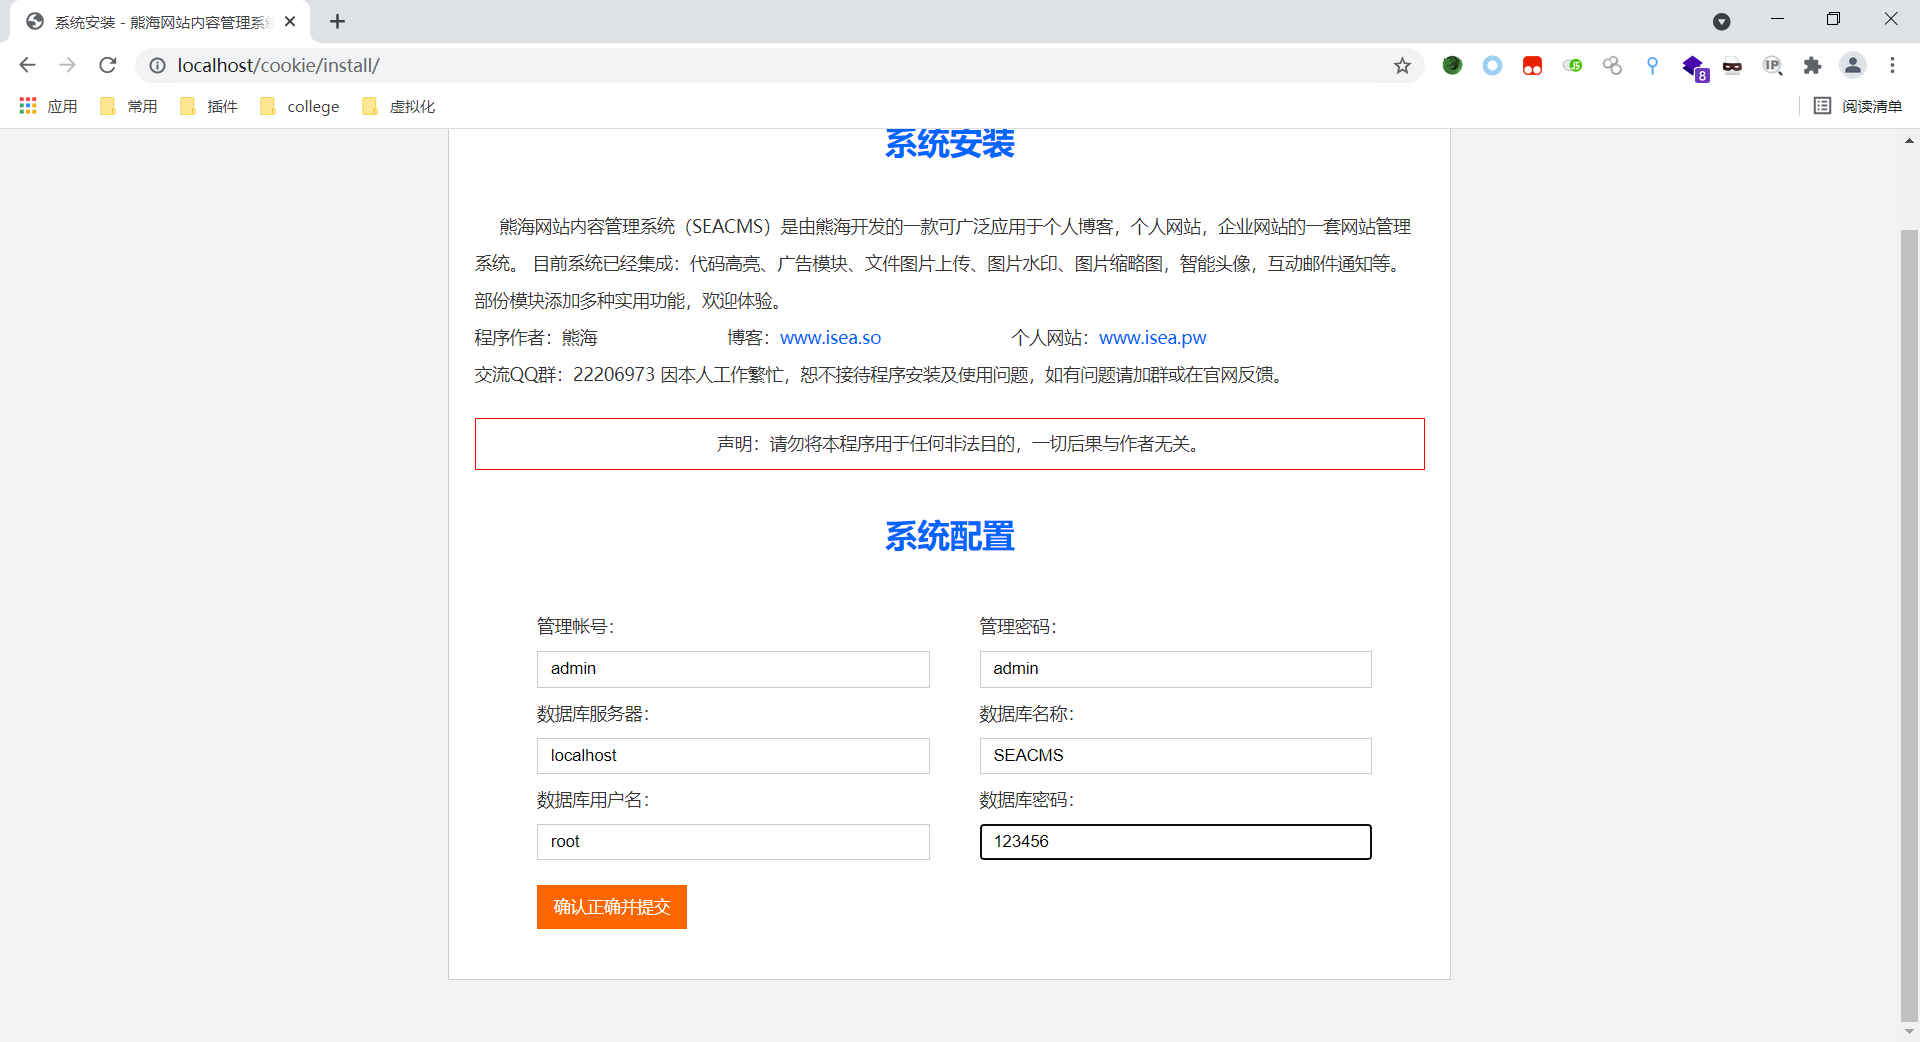 系统安装 - 熊海网站内容管理系统
localhost/cookie/install/
JS
8
IP
应用
常用
插件
college
虚拟化
阅读清单
系统安装
熊海网站内容管理系统（SEACMS）是由熊海开发的一款可广泛应用于个人博客，个人网站，企业网站的一套网站管理
系统。 目前系统已经集成：代码高亮、广告模块、文件图片上传、图片水印、图片缩略图，智能头像，互动邮件通知等。
部份模块添加多种实用功能，欢迎体验。
程序作者：熊海 博客：www.isea.so 个人网站：www.isea.pw
交流QQ群：22206973 因本人工作繁忙，恕不接待程序安装及使用问题，如有问题请加群或在官网反馈。
声明：请勿将本程序用于任何非法目的，一切后果与作者无关。
系统配置
管理帐号： 管理密码：
admin admin
数据库服务器： 数据库名称：
localhost SEACMS
数据库用户名： 数据库密码：
root 123456
确认正确并提交